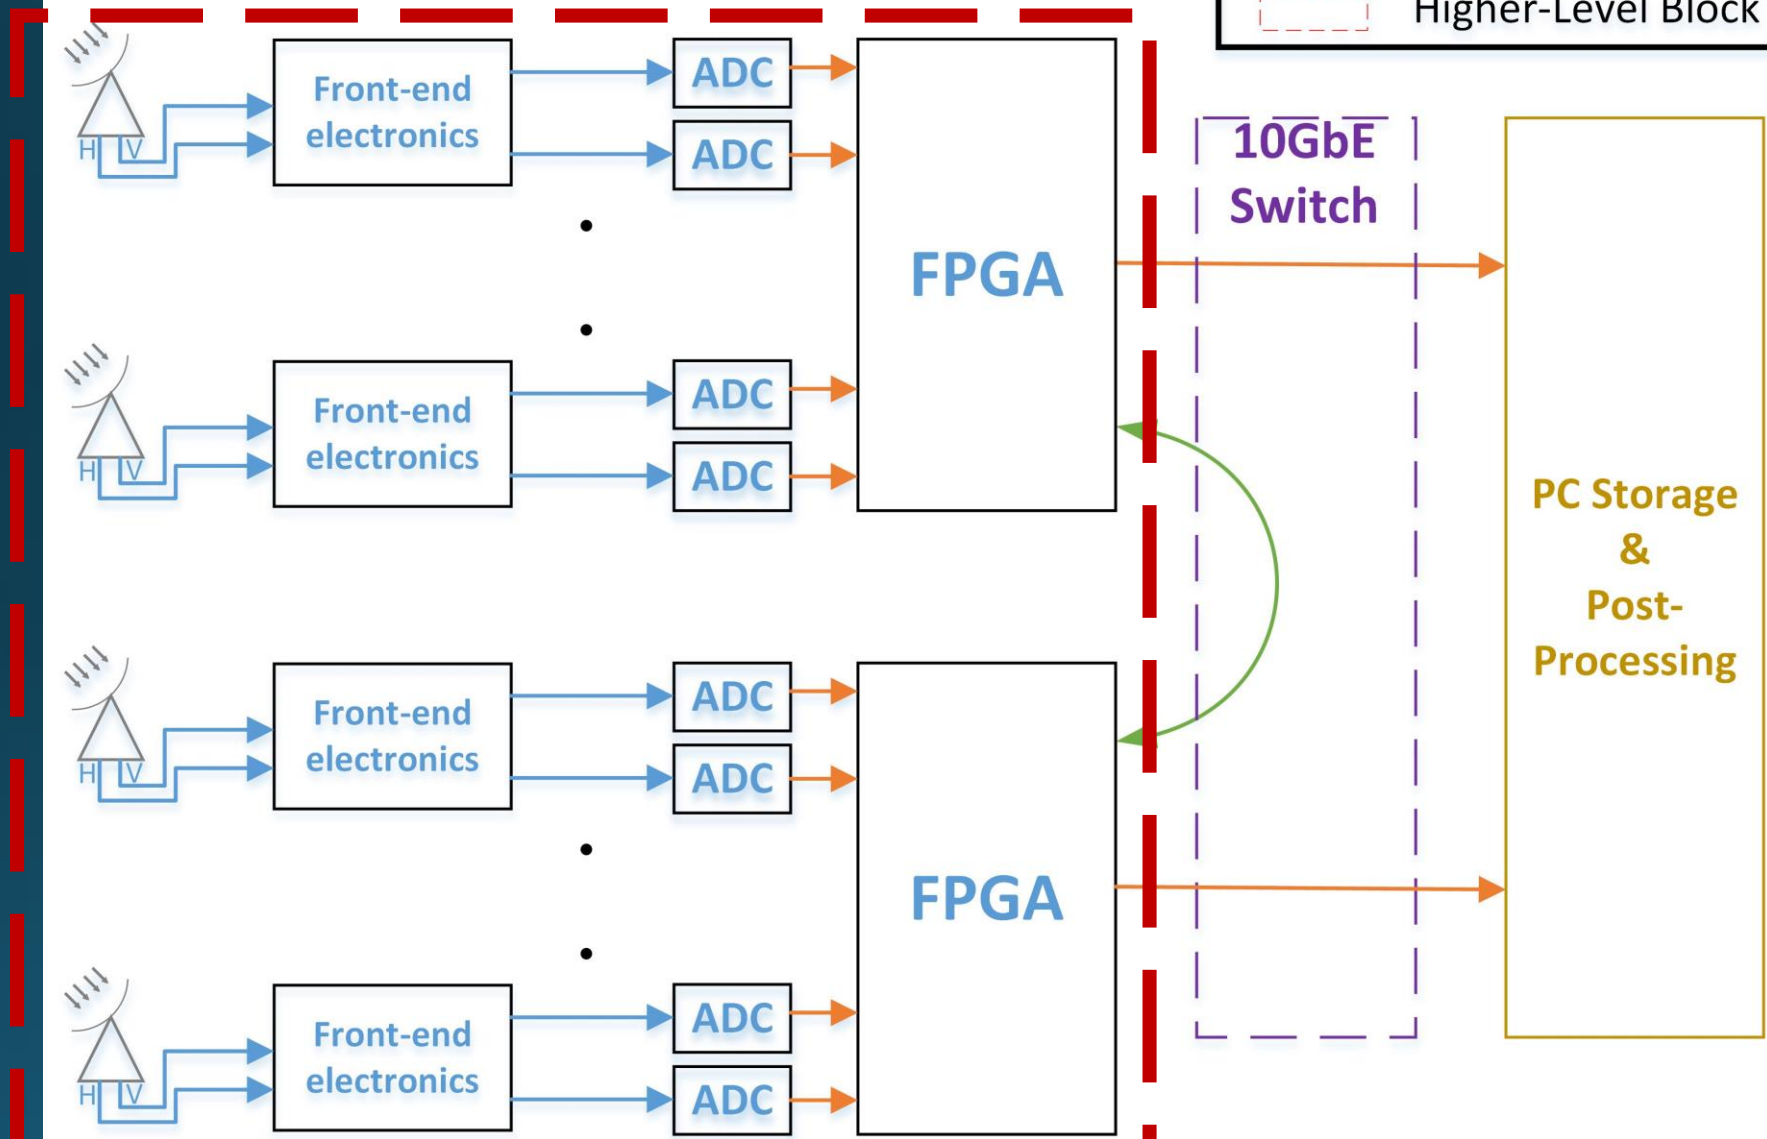 Higher-Level Block
Front-end
electronics
ADC
ADC
H V
FPGA
10GbE
Switch
Front-end
electronics
ADC
ADC
H V
PC Storage
&
Post-
Processing
Front-end
electronics
ADC
ADC
H V
FPGA
Front-end
electronics
ADC
ADC
H V